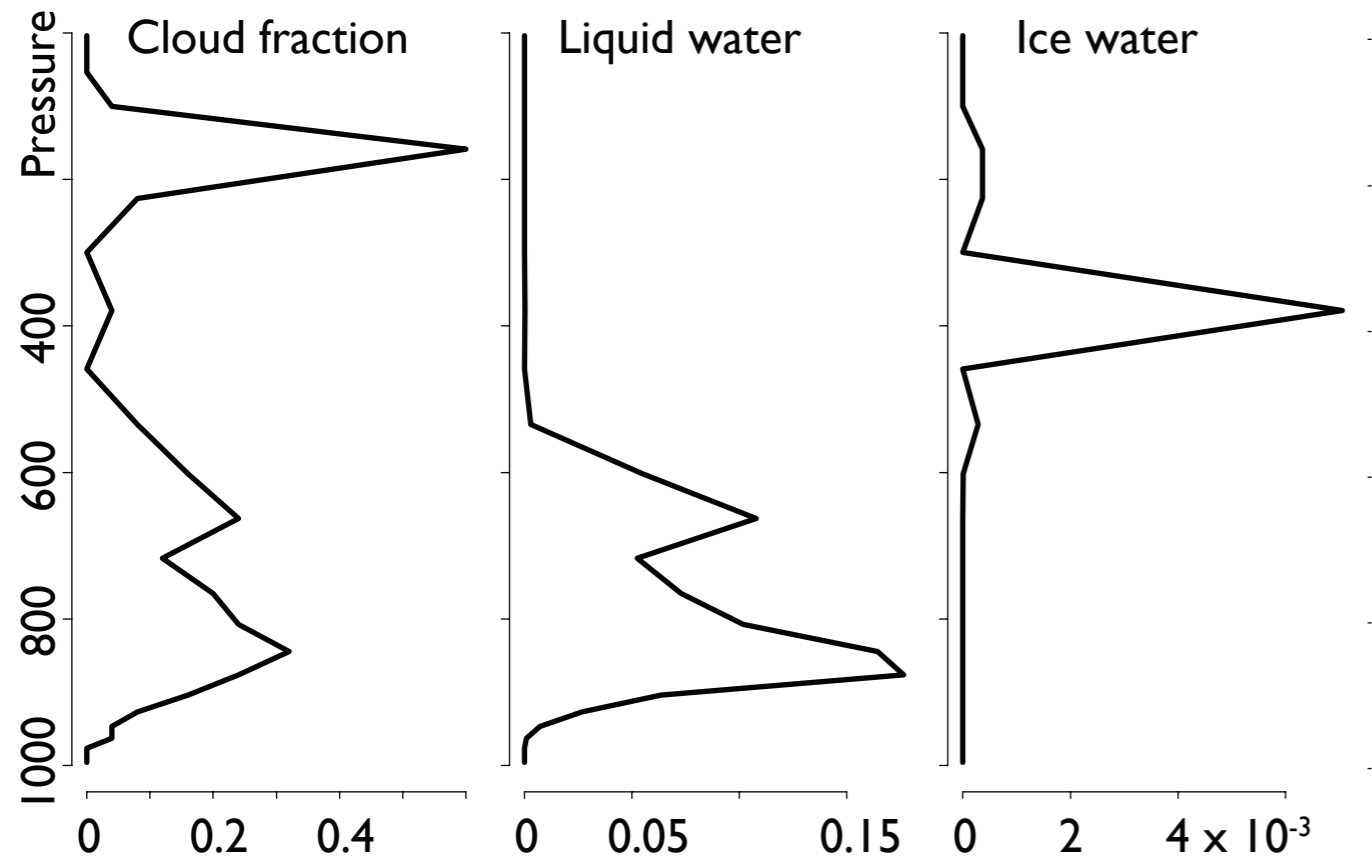 Cloud fraction
Liquid water
Ice water
Pressure
400
600
800
1000
0 0.2 0.4
0 0.05 0.15
0 2 4 x 10⁻³